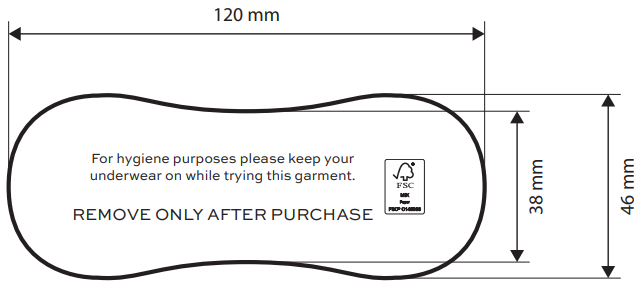 120 mm
For hygiene purposes please keep your
underwear on while trying this garment.
REMOVE ONLY AFTER PURCHASE
FSC
MIX
38 mm
46 mm